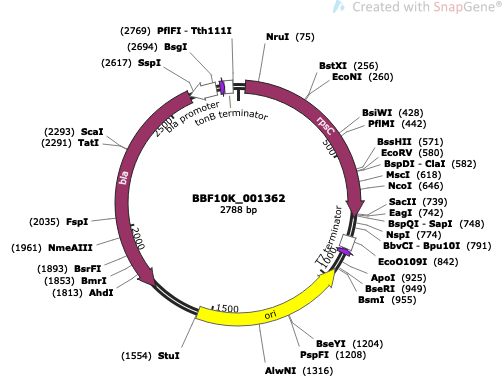 Created with SnapGene®
(2769) PflFI - Tth111I
(2694) BsgI
(2617) SspI
NruI (75)
BstXI (256)
EcoNI (260)
BsiWI (428)
PflMI (442)
BssHII (571)
EcoRV (580)
BspDI - ClaI (582)
MscI (618)
NcoI (646)
SacII (739)
EagI (742)
BspQI - SapI (748)
NspI (774)
BbvCI - Bpu10I (791)
EcoO109I (842)
ApoI (925)
BseRI (949)
BsmI (955)
BseYI (1204)
PspFI (1208)
AlwNI (1316)
(1554) StuI
(1813) AhdI
(1853) BmrI
(1893) BsrFI
(1961) NmeAIII
(2035) FspI
(2291) TatI
(2293) ScaI
bla promoter
tonB terminator
rpsC
T7 terminator
ori
bla
500
1000
1500
2000
2500
BBF10K_001362
2788 bp